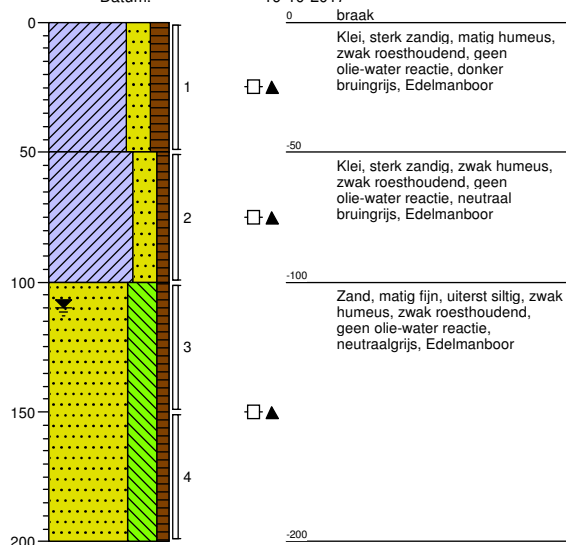 0
braak
0
Klei, sterk zandig, matig humeus,
zwak roesthoudend, geen
olie-water reactie, donker
bruingrijs, Edelmanboor
1
50
-50
Klei, sterk zandig, zwak humeus,
zwak roesthoudend, geen
olie-water reactie, neutraal
bruingrijs, Edelmanboor
2
100
-100
Zand, matig fijn, uiterst siltig, zwak
humeus, zwak roesthoudend,
geen olie-water reactie,
neutraalgrijs, Edelmanboor
3
150
4
200
-200